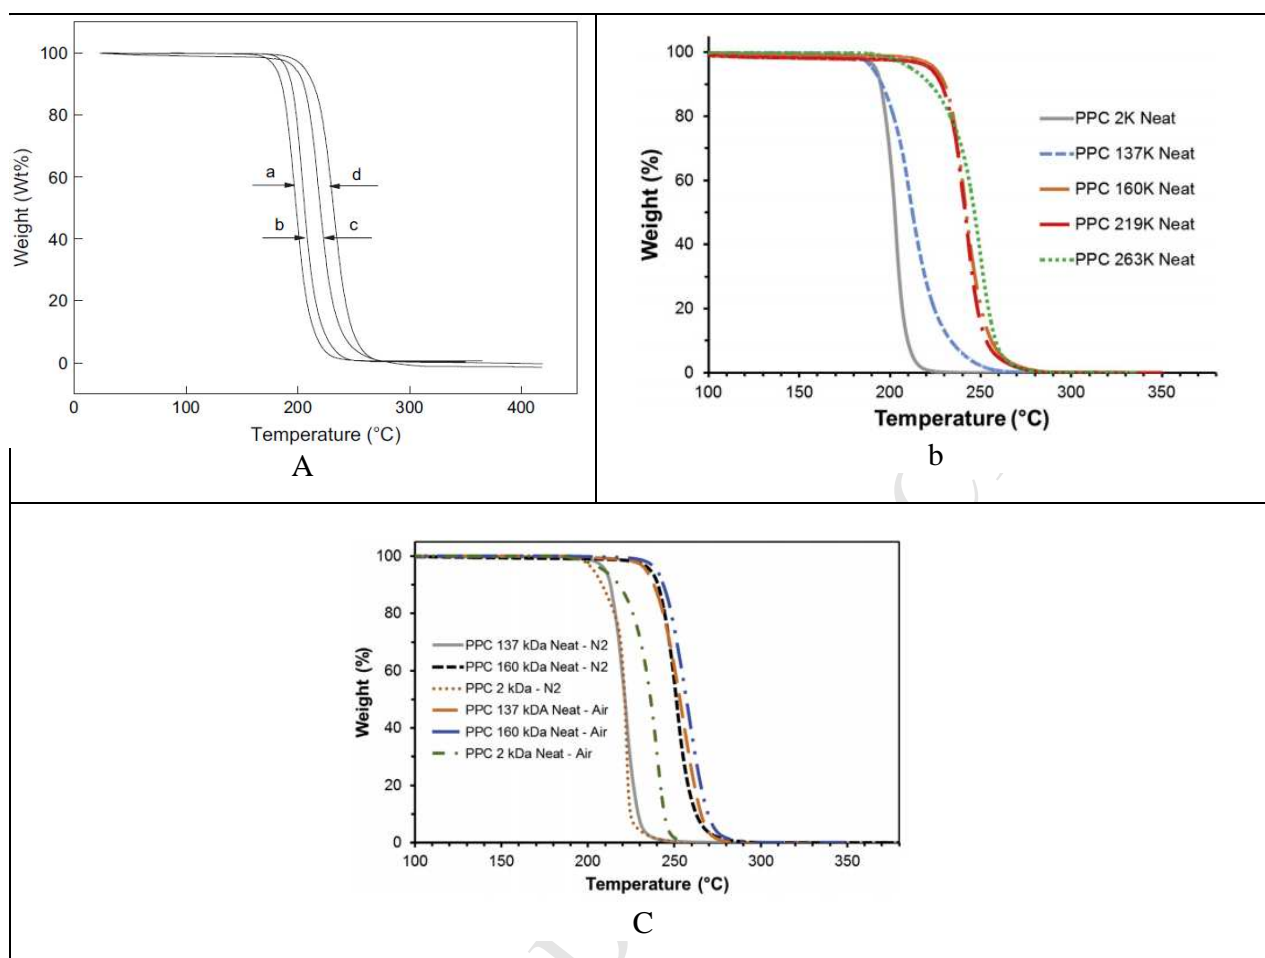 100
80
60
40
20
0
Weight (Wt%)
a
d
b
c
0
100
200
300
400
Temperature (°C)
A
100
80
60
40
20
0
Weight (%)
PPC 2K Neat
PPC 137K Neat
PPC 160K Neat
PPC 219K Neat
PPC 263K Neat
100
150
200
250
300
350
Temperature (°C)
b
100
80
60
40
20
0
Weight (%)
PPC 137 kDa Neat - N2
PPC 160 kDa Neat - N2
PPC 2 kDa - N2
PPC 137 kDA Neat - Air
PPC 160 kDa Neat - Air
PPC 2 kDa Neat - Air
100
150
200
250
300
350
Temperature (°C)
C